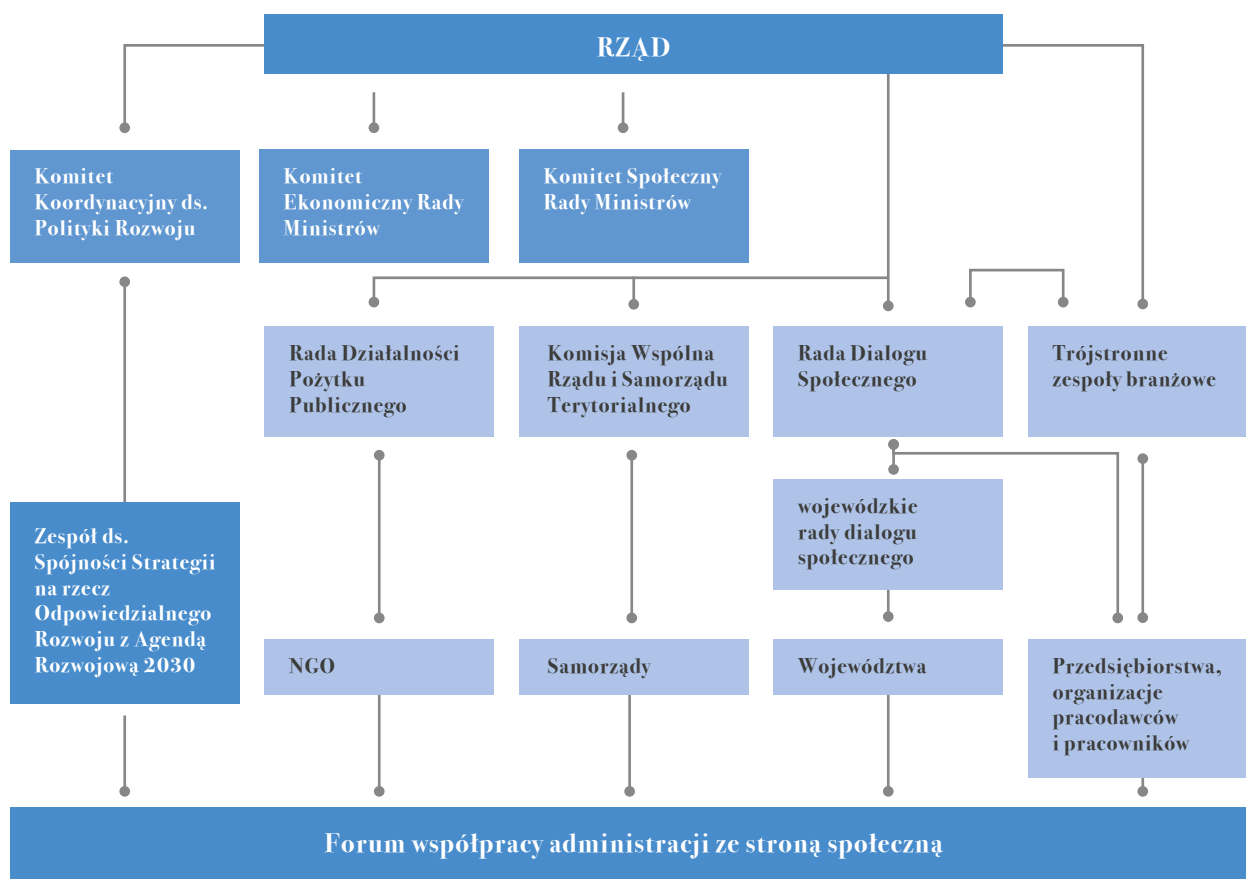 RZĄD
Komitet
Koordynacyjny ds.
Polityki Rozwoju
Komitet
Ekonomiczny Rady
Ministrów
Komitet Społeczny
Rady Ministrów
Rada Działalności
Pożytku
Publicznego
Komisja Wspólna
Rządu i Samorządu
Terytorialnego
Rada Dialogu
Społecznego
Trójstronne
zespoły branżowe
wojewódzkie
rady dialogu
społecznego
Zespół ds.
Spójności Strategii
na rzecz
Odpowiedzialnego
Rozwoju z Agendą
Rozwojową 2030
NGO
Samorządy
Województwa
Przedsiębiorstwa,
organizacje
pracodawców
i pracowników
Forum współpracy administracji ze stroną społeczną